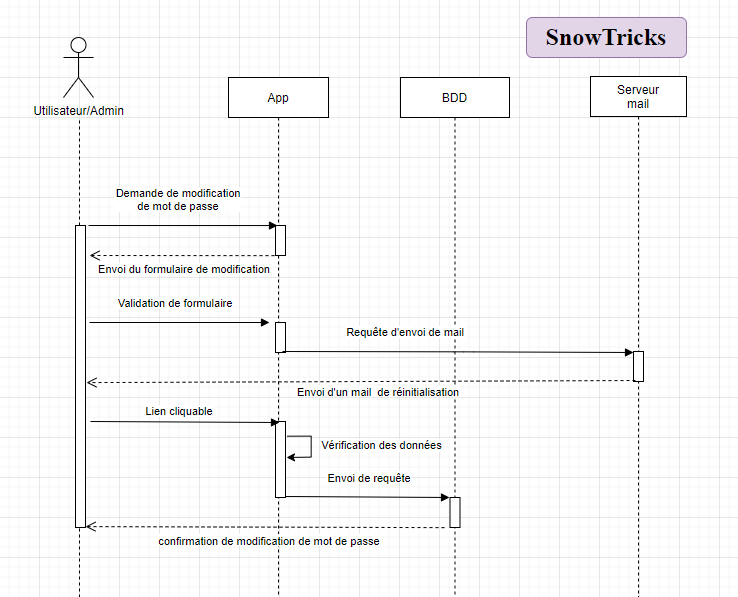 SnowTricks
Utilisateur/Admin
App
BDD
Serveur
mail
Demande de modification
de mot de passe
Envoi du formulaire de modification
Validation de formulaire
Requête d'envoi de mail
Envoi d'un mail de réinitialisation
Lien cliquable
Vérification des données
Envoi de requête
confirmation de modification de mot de passe